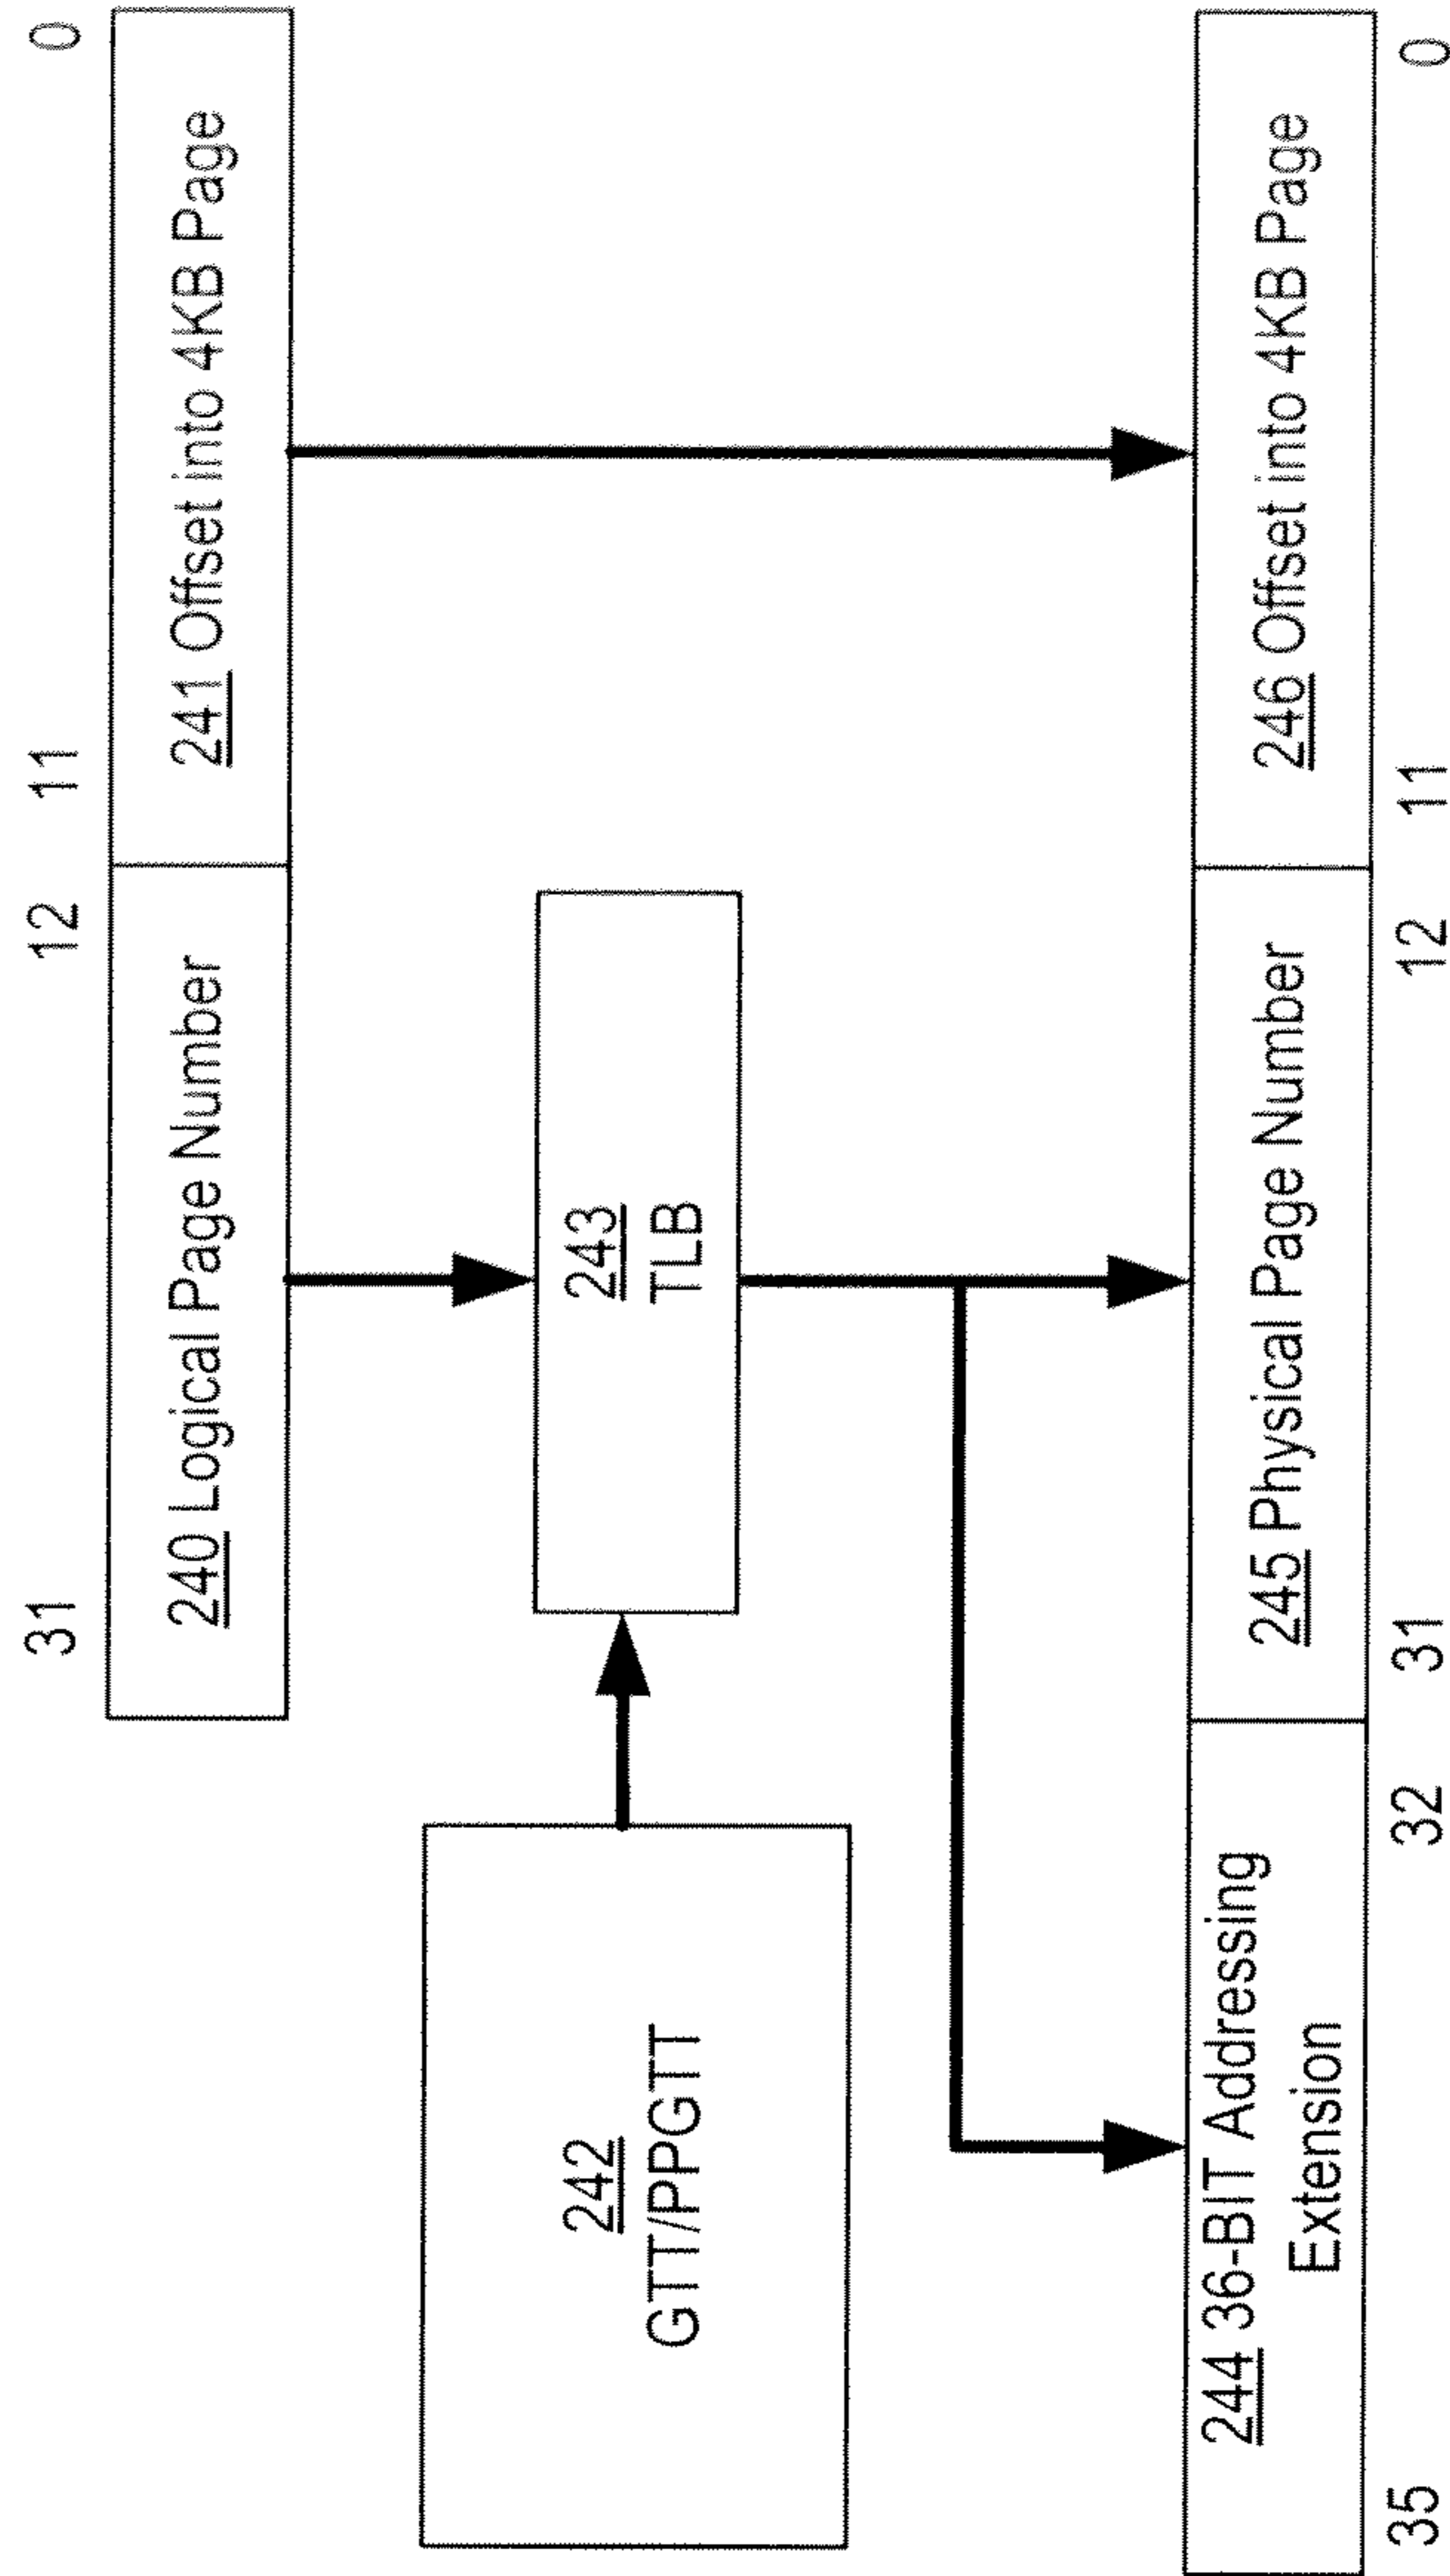 31 12 11 0
240 Logical Page Number
241 Offset into 4KB Page
242
GTT/PPGTT
243
TLB
244 36-BIT Addressing
Extension
245 Physical Page Number
246 Offset into 4KB Page
35 32 31 12 11 0